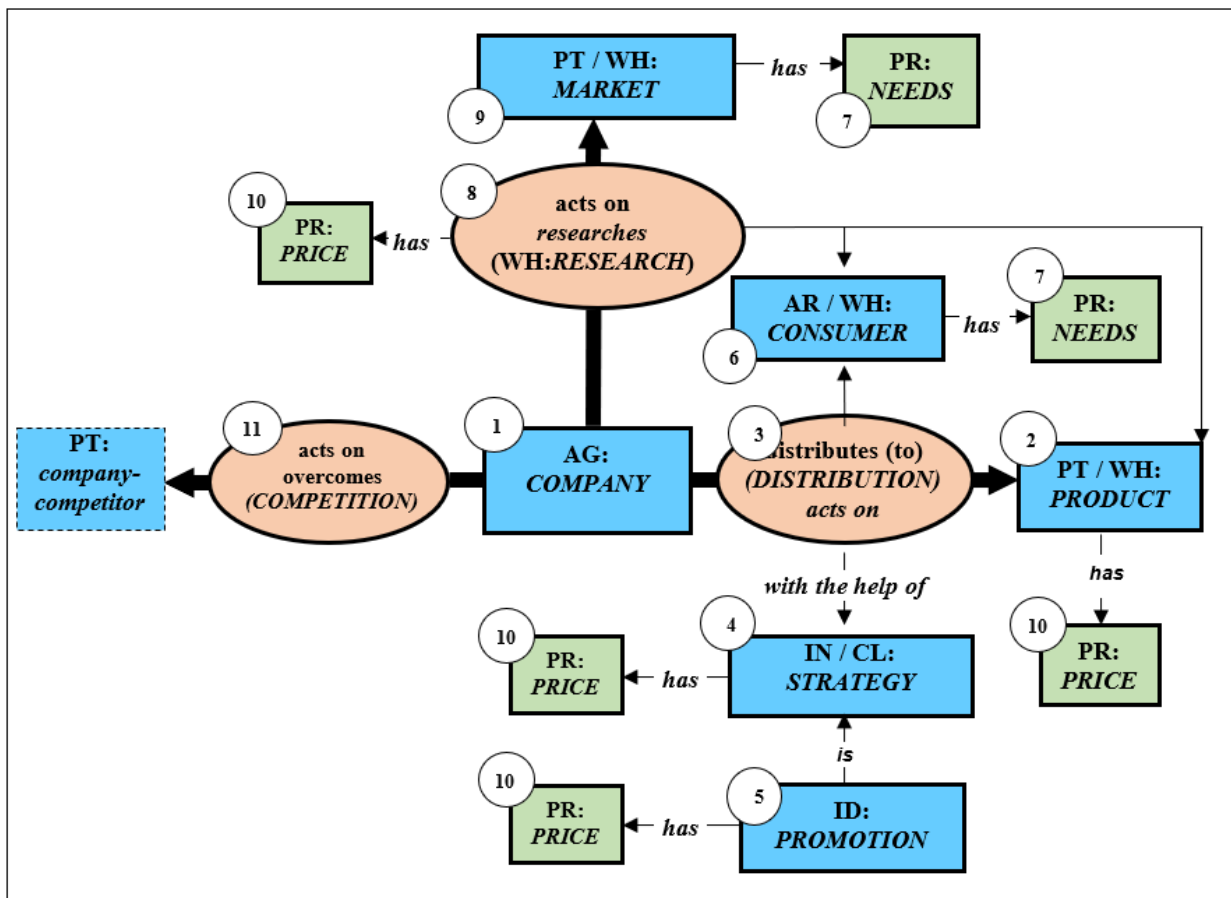 PT / WH:
MARKET
9
has
PR:
NEEDS
7
8
acts on
researches
(WH:RESEARCH)
10
PR:
PRICE
has
AR / WH:
CONSUMER
6
has
7
PR:
NEEDS
PT:
company-
competitor
11
acts on
overcomes
(COMPETITION)
1
AG:
COMPANY
3
distributes (to)
(DISTRIBUTION)
acts on
2
PT / WH:
PRODUCT
has
10
PR:
PRICE
with the help of
4
IN / CL:
STRATEGY
has
10
PR:
PRICE
is
5
ID:
PROMOTION
has
10
PR:
PRICE